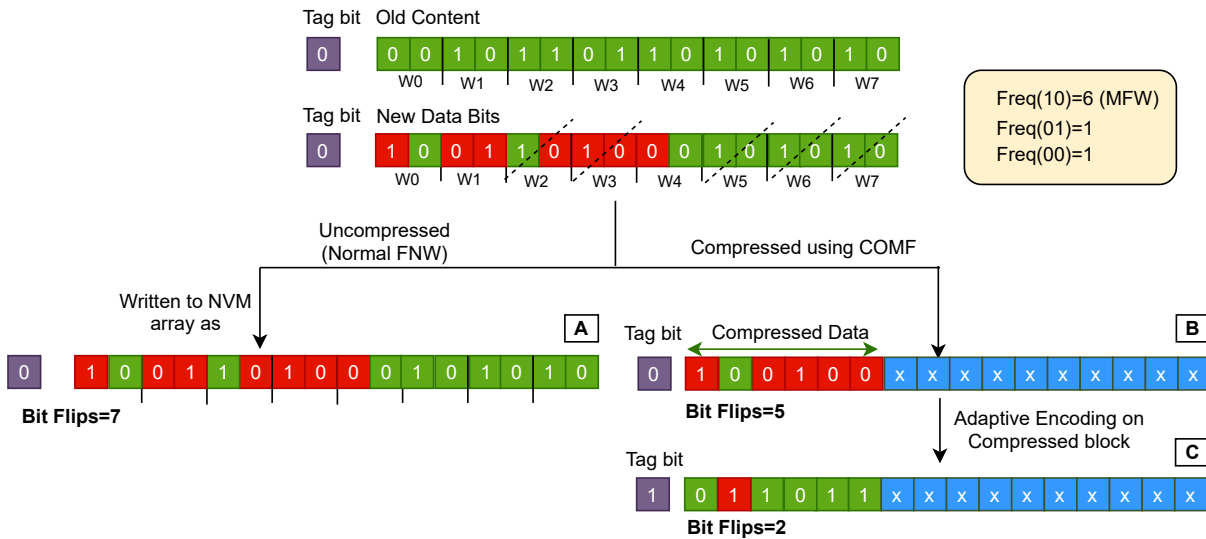 Tag bit Old Content
0 0 0 1 0 1 1 0 1 1 0 1 0 1 0 1 0
W0 W1 W2 W3 W4 W5 W6 W7
Tag bit New Data Bits
0 1 0 0 1 1 0 1 0 0 0 1 0 1 0 1 0
W0 W1 W2 W3 W4 W5 W6 W7
Freq(10)=6 (MFW)
Freq(01)=1
Freq(00)=1
Uncompressed
(Normal FNW)
Compressed using COMF
Written to NVM
array as
A
0 1 0 0 1 1 0 1 0 0 0 1 0 1 0 1 0
Bit Flips=7
Tag bit Compressed Data B
0 1 0 0 1 0 0 x x x x x x x x x x
Bit Flips=5
Adaptive Encoding on
Compressed block
Tag bit C
1 0 1 1 0 1 1 x x x x x x x x x x
Bit Flips=2